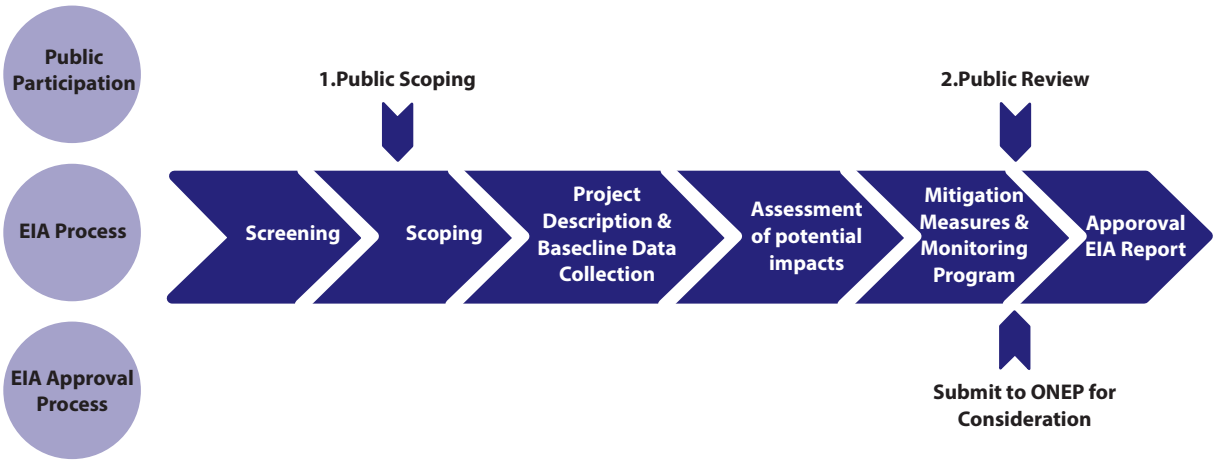 Public
Participation
1.Public Scoping
2.Public Review
EIA Process
Screening
Scoping
Project
Description &
Basecline Data
Collection
Assessment
of potential
impacts
Mitigation
Measures &
Monitoring
Program
Apporoval
EIA Report
EIA Approval
Process
Submit to ONEP for
Consideration